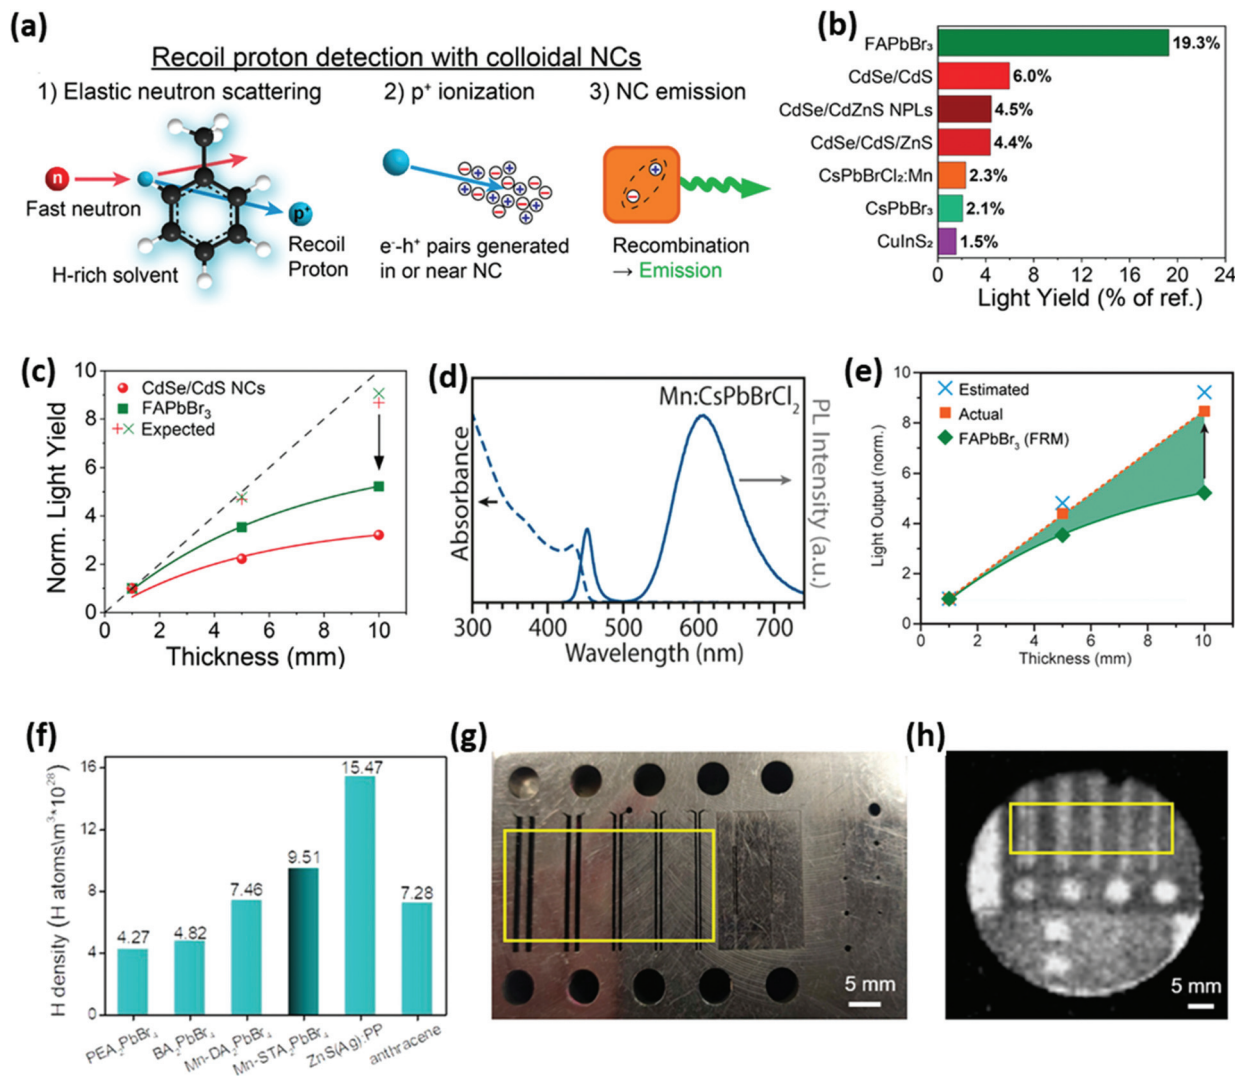 (a)
Recoil proton detection with colloidal NCs
1) Elastic neutron scattering
2) p⁺ ionization
3) NC emission
n
Fast neutron
H-rich solvent
p⁺
Recoil
Proton
e⁻-h⁺ pairs generated
in or near NC
Recombination
→ Emission
(b)
FAPbBr₃
19.3%
CdSe/CdS
6.0%
CdSe/CdZnS NPLs
4.5%
CdSe/CdS/ZnS
4.4%
CsPbBrCl₂:Mn
2.3%
CsPbBr₃
2.1%
CuInS₂
1.5%
0 4 8 12 16 20 24
Light Yield (% of ref.)
(c)
Norm. Light Yield
10
8
6
4
2
0
CdSe/CdS NCs
FAPbBr₃
Expected
0 2 4 6 8 10
Thickness (mm)
(d)
Mn:CsPbBrCl₂
Absorbance
PL Intensity (a.u.)
300 400 500 600 700
Wavelength (nm)
(e)
Light Output (norm.)
10
8
6
4
2
0
Estimated
Actual
FAPbBr₃ (FRM)
0 2 4 6 8 10
Thickness (mm)
(f)
H density (H atoms\m³*10²⁸)
16
12
8
4
0
4.27
4.82
7.46
9.51
15.47
7.28
PEA₂PbBr₄
BA₂PbBr₄
Mn-DA₂PbBr₄
Mn-STA₂PbBr₄
ZnS(Ag):PP
anthracene
(g)
5 mm
(h)
5 mm